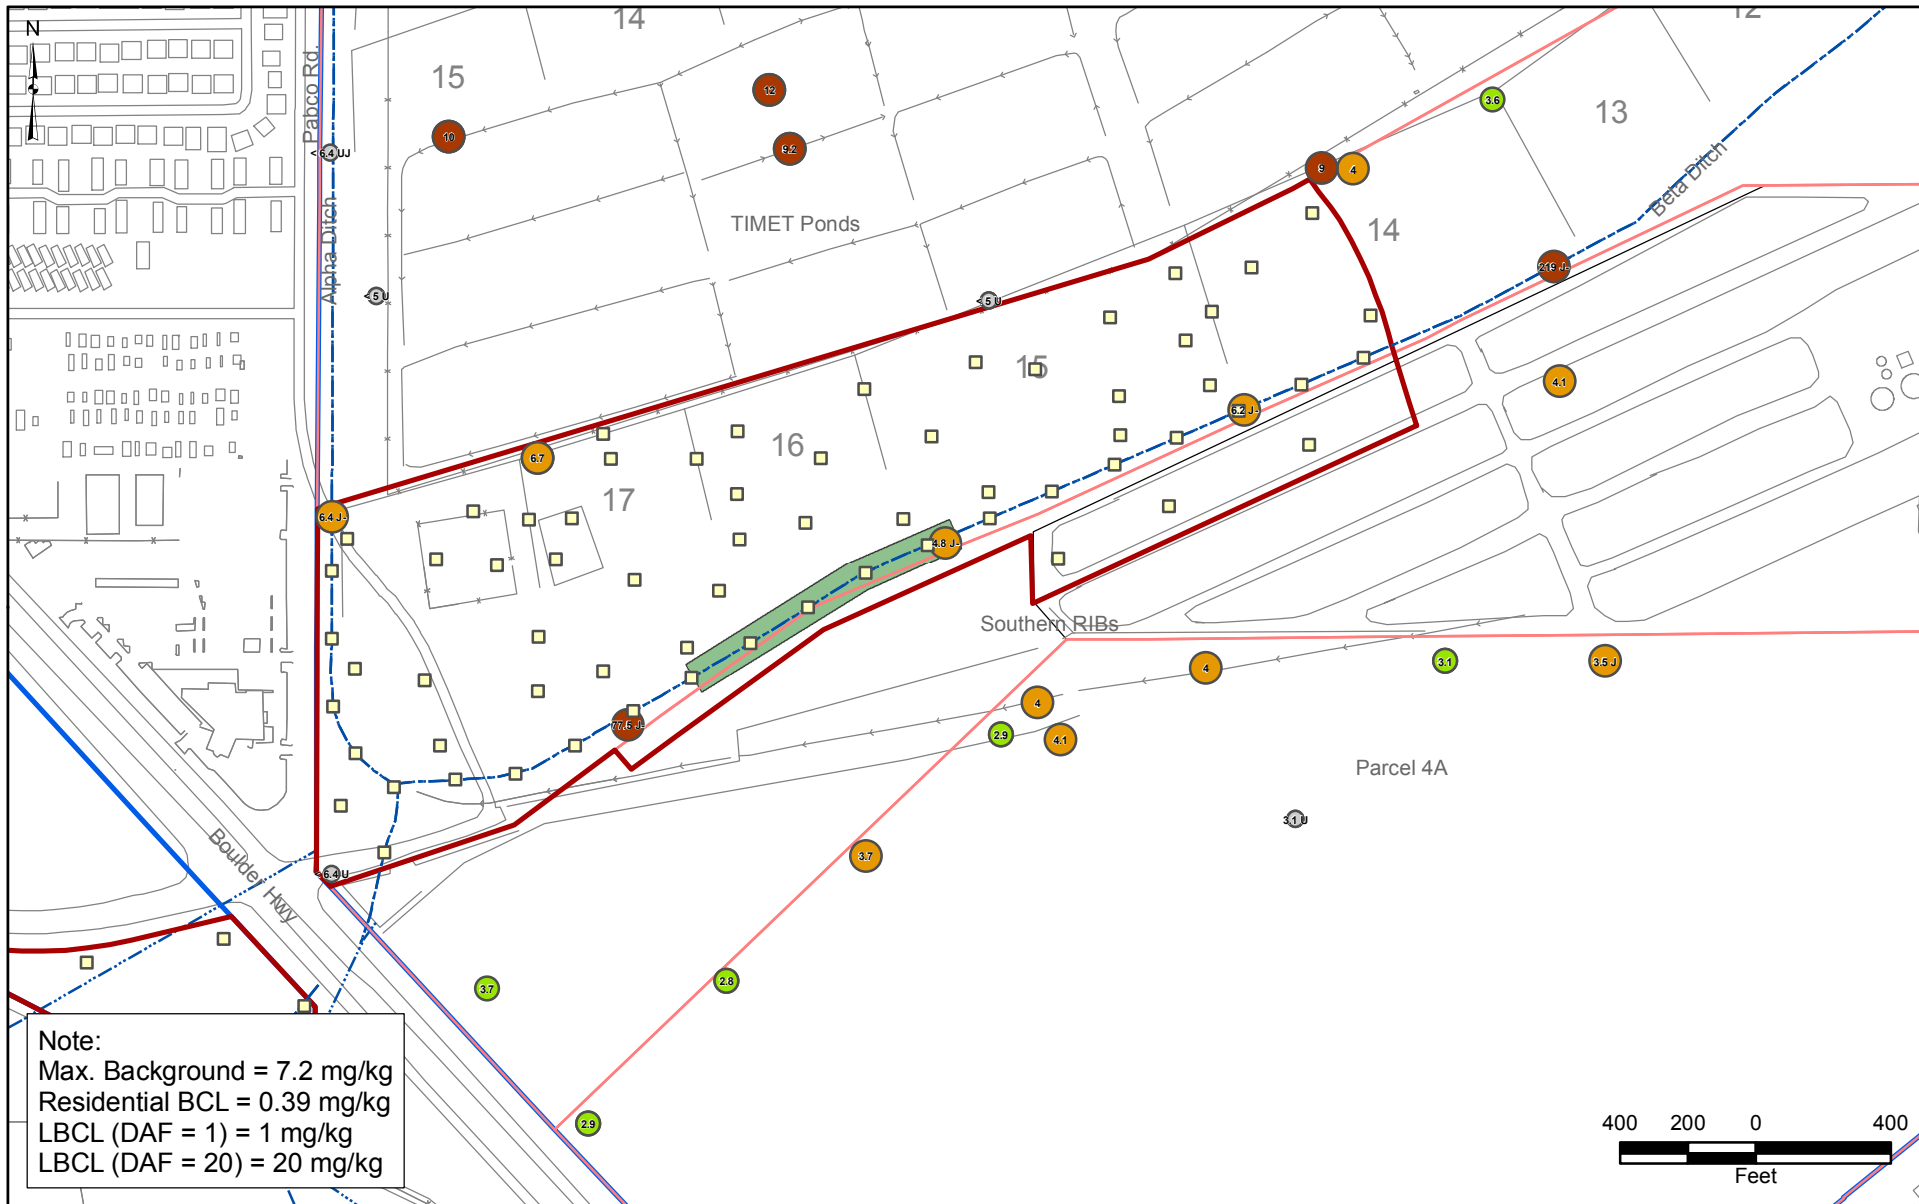 N
14
12
15
Pabco Rd.
12
3.6
13
10
9.2
< 6.4 UJ
9
4
Beta Ditch
TIMET Ponds
14
Alpha Ditch
219 J-
< 5 U
< 5 U
15
4.1
6.2 J-
16
6.7
17
6.4 J-
4.8 J-
Southern RIBs
3.1
3.5 J
4
4
77.5 J-
2.9
4.1
Parcel 4A
3.1 U
Boulder Hwy
3.7
< 6.4 U
2.8
3.7
Note:
Max. Background = 7.2 mg/kg
Residential BCL = 0.39 mg/kg
LBCL (DAF = 1) = 1 mg/kg
LBCL (DAF = 20) = 20 mg/kg
2.9
400 200 0 400
Feet